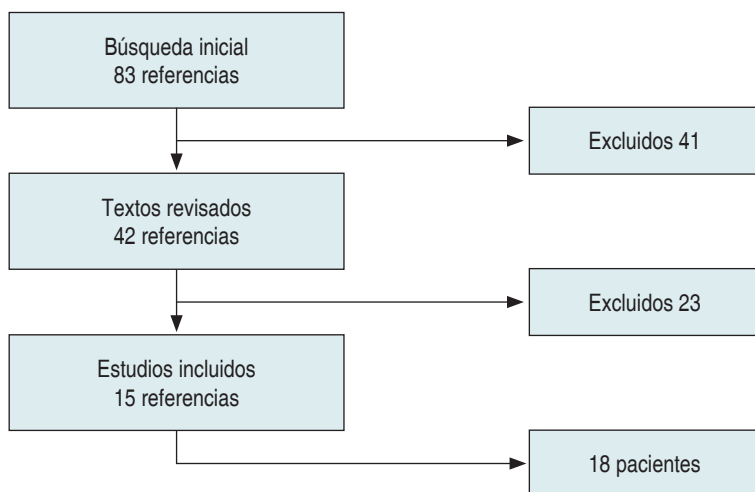 Búsqueda inicial
83 referencias
Excluidos 41
Textos revisados
42 referencias
Excluidos 23
Estudios incluidos
15 referencias
18 pacientes